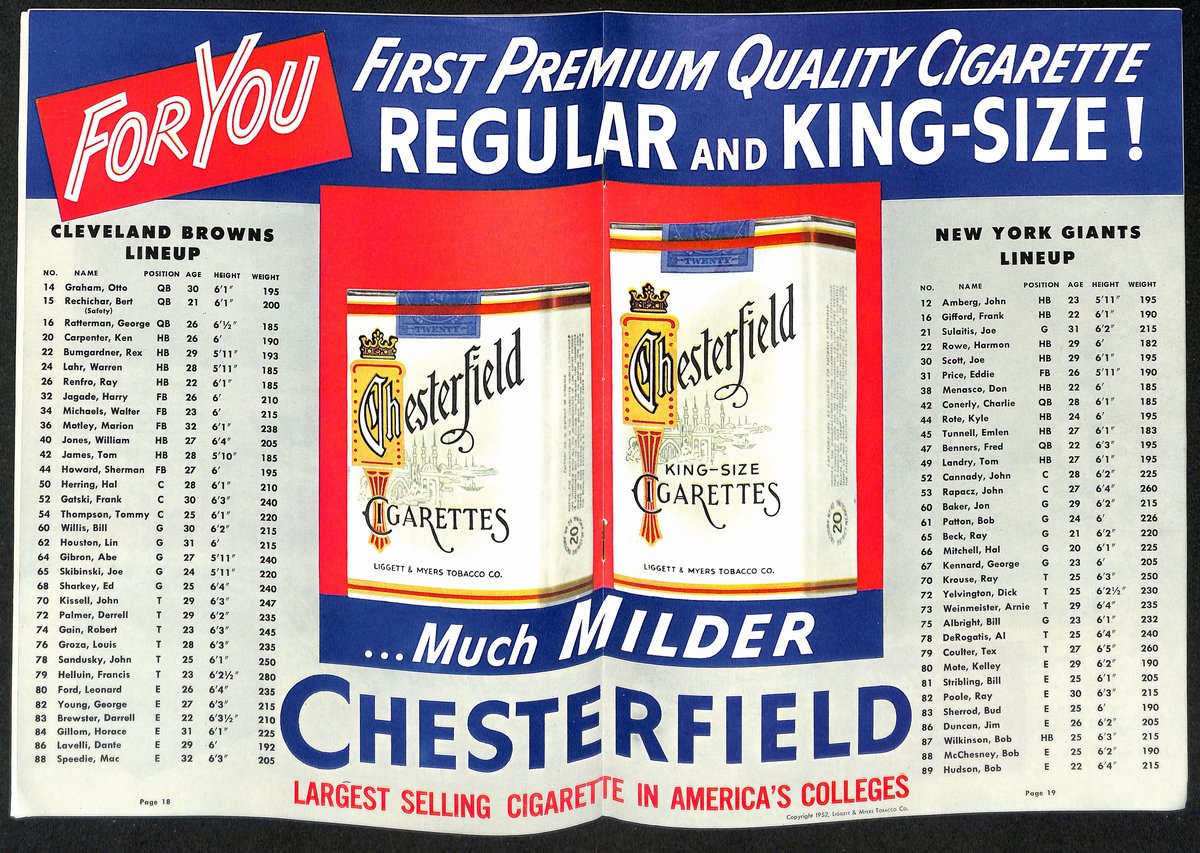 FOR YOU
FIRST PREMIUM QUALITY CIGARETTE
REGULAR AND KING-SIZE !
CLEVELAND BROWNS
LINEUP
NO. NAME POSITION AGE HEIGHT WEIGHT
14 Graham, Otto QB 30 6'1" 195
15 Rechichar, Bert QB 21 6'1" 200
(Safety)
16 Ratterman, George QB 26 6'½" 185
20 Carpenter, Ken HB 26 6' 190
22 Bumgardner, Rex HB 29 5'11" 193
24 Lahr, Warren HB 28 5'11" 185
26 Renfro, Ray HB 22 6'1" 185
32 Jagade, Harry FB 26 6' 210
34 Michaels, Walter FB 23 6' 215
36 Motley, Marion FB 32 6'1" 238
40 Jones, William HB 27 6'4" 205
42 James, Tom HB 28 5'10" 185
44 Howard, Sherman FB 27 6' 195
50 Herring, Hal C 28 6'1" 210
52 Gatski, Frank C 30 6'3" 240
54 Thompson, Tommy C 25 6'1" 220
60 Willis, Bill G 30 6'2" 215
62 Houston, Lin G 31 6' 215
64 Gibron, Abe G 27 5'11" 240
65 Skibinski, Joe G 24 5'11" 220
68 Sharkey, Ed G 25 6'4" 240
70 Kissell, John T 29 6'3" 247
72 Palmer, Derrell T 29 6'2" 235
74 Gain, Robert T 23 6'3" 245
76 Groza, Louis T 28 6'3" 235
78 Sandusky, John T 25 6'1" 250
79 Helluin, Francis T 23 6'2½" 280
80 Ford, Leonard E 26 6'4" 235
82 Young, George E 27 6'3" 215
83 Brewster, Darrell E 22 6'3½" 210
84 Gillom, Horace E 31 6'1" 225
86 Lavelli, Dante E 29 6' 192
88 Speedie, Mac E 32 6'3" 205
Page 18
TWENTY
Chesterfield
CIGARETTES
LIGGETT & MYERS TOBACCO CO.
20
TWENTY
Chesterfield
KING-SIZE
CIGARETTES
LIGGETT & MYERS TOBACCO CO.
20
...MUCH MILDER
CHESTERFIELD
LARGEST SELLING CIGARETTE IN AMERICA'S COLLEGES
NEW YORK GIANTS
LINEUP
NO. NAME POSITION AGE HEIGHT WEIGHT
12 Amberg, John HB 23 5'11" 195
16 Gifford, Frank HB 22 6'1" 190
21 Sulaitis, Joe G 31 6'2" 215
22 Rowe, Harmon HB 29 6' 182
30 Scott, Joe HB 29 6'1" 195
31 Price, Eddie FB 26 5'11" 190
38 Menasco, Don HB 22 6' 185
42 Conerly, Charlie QB 28 6'1" 185
44 Rote, Kyle HB 24 6' 195
45 Tunnell, Emlen HB 27 6'1" 183
47 Benners, Fred QB 22 6'3" 195
49 Landry, Tom HB 27 6'1" 195
52 Cannady, John C 28 6'2" 225
53 Rapacz, John C 27 6'4" 260
60 Baker, Jon G 29 6'2" 215
61 Patton, Bob G 24 6' 226
65 Beck, Ray G 21 6'2" 220
66 Mitchell, Hal G 20 6'1" 225
67 Kennard, George G 23 6' 205
70 Krouse, Ray T 25 6'3" 250
72 Yelvington, Dick T 25 6'2½" 230
73 Weinmeister, Arnie T 29 6'4" 235
75 Albright, Bill G 23 6'1" 232
78 DeRogatis, Al T 25 6'4" 240
79 Coulter, Tex T 27 6'5" 260
80 Mote, Kelley E 29 6'2" 190
81 Stribling, Bill E 25 6'1" 205
82 Poole, Ray E 30 6'3" 215
83 Sherrod, Bud E 25 6' 190
86 Duncan, Jim E 26 6'2" 205
87 Wilkinson, Bob HB 25 6'3" 215
88 McChesney, Bob E 25 6'2" 190
89 Hudson, Bob E 22 6'4" 215
Page 19
Copyright 1952, LIGGETT & MYERS TOBACCO CO.